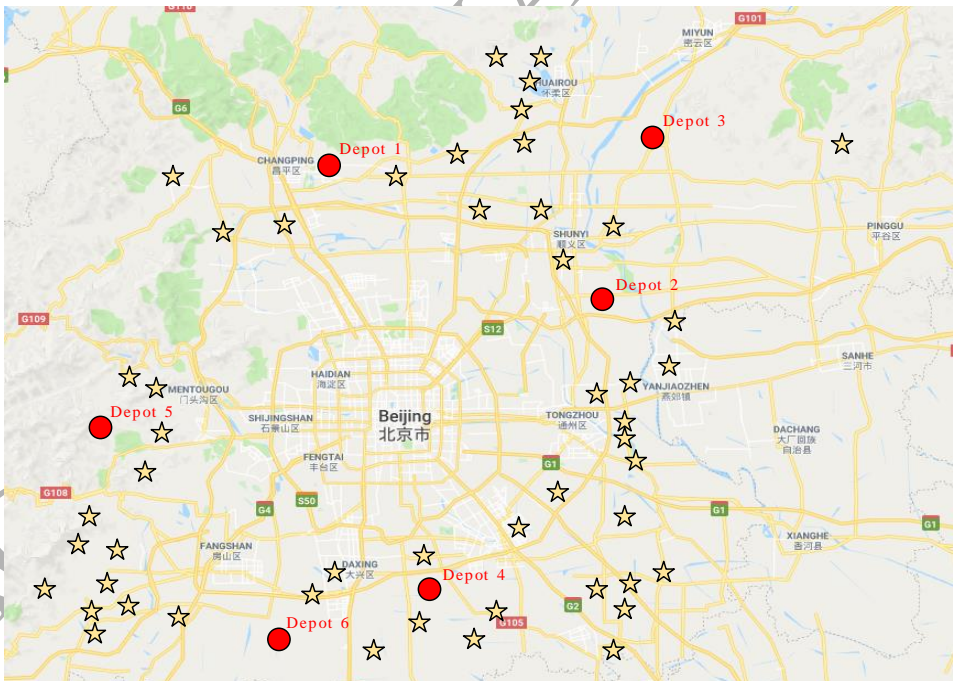 G110
G101
MIYUN
密云区
HUAIROU
怀柔区
G6
Depot 3
Depot 1
CHANGPING
昌平区
PINGGU
平谷区
SHUNYI
顺义区
Depot 2
G109
S12
SANHE
三河市
HAIDIAN
海淀区
YANJIAOZHEN
燕郊镇
MENTOUGOU
门头沟区
Depot 5
SHIJINGSHAN
石景山区
Beijing
北京市
TONGZHOU
通州区
DACHANG
大厂回族
自治县
FENGTAI
丰台区
G1
G108
S50
G4
G1
G1
XIANGHE
香河县
FANGSHAN
房山区
DAXING
大兴区
Depot 4
G2
G105
Depot 6